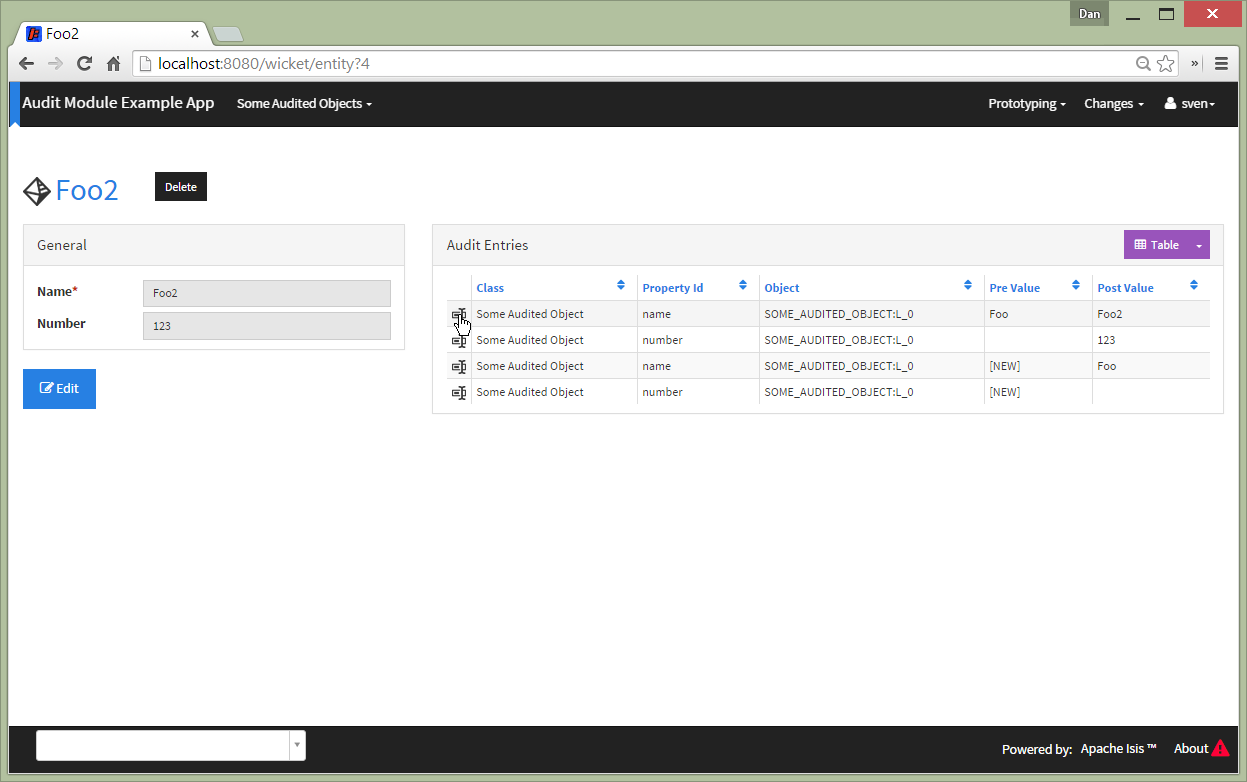 Dan
Foo2
localhost:8080/wicket/entity?4
Audit Module Example App Some Audited Objects Prototyping Changes sven
Foo2 Delete
General
Name* Foo2
Number 123
Edit
Audit Entries Table
Class Property Id Object Pre Value Post Value
Some Audited Object name SOME_AUDITED_OBJECT:L_0 Foo Foo2
Some Audited Object number SOME_AUDITED_OBJECT:L_0 123
Some Audited Object name SOME_AUDITED_OBJECT:L_0 [NEW] Foo
Some Audited Object number SOME_AUDITED_OBJECT:L_0 [NEW]
Powered by: Apache Isis ™ About